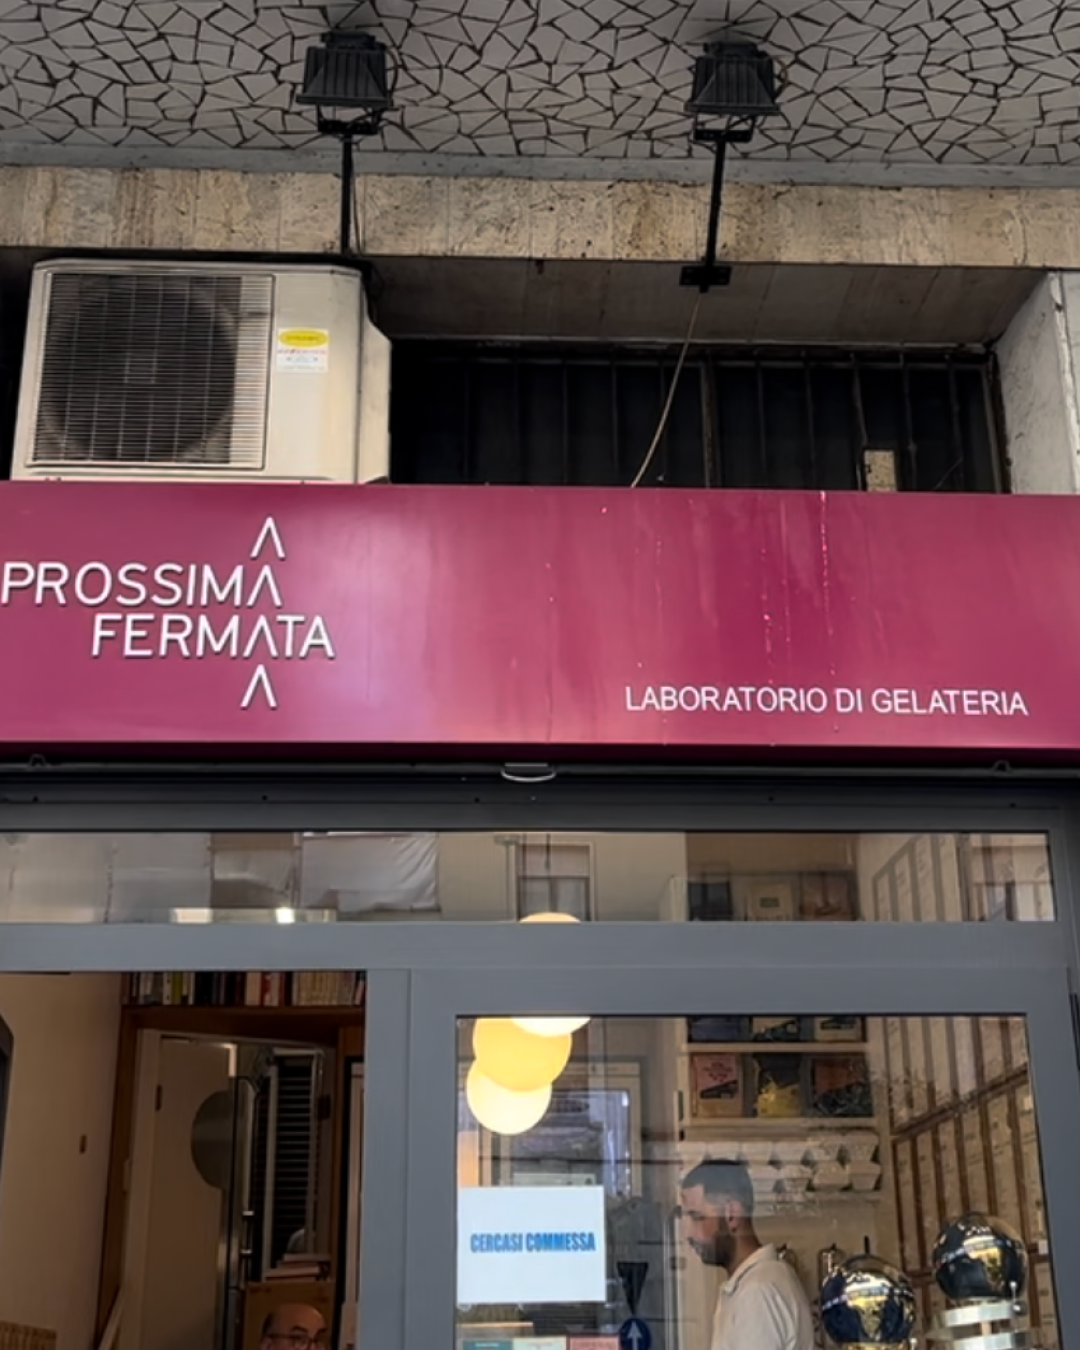 PROSSIMA
FERMATA
LABORATORIO DI GELATERIA
CERCASI COMMESSA